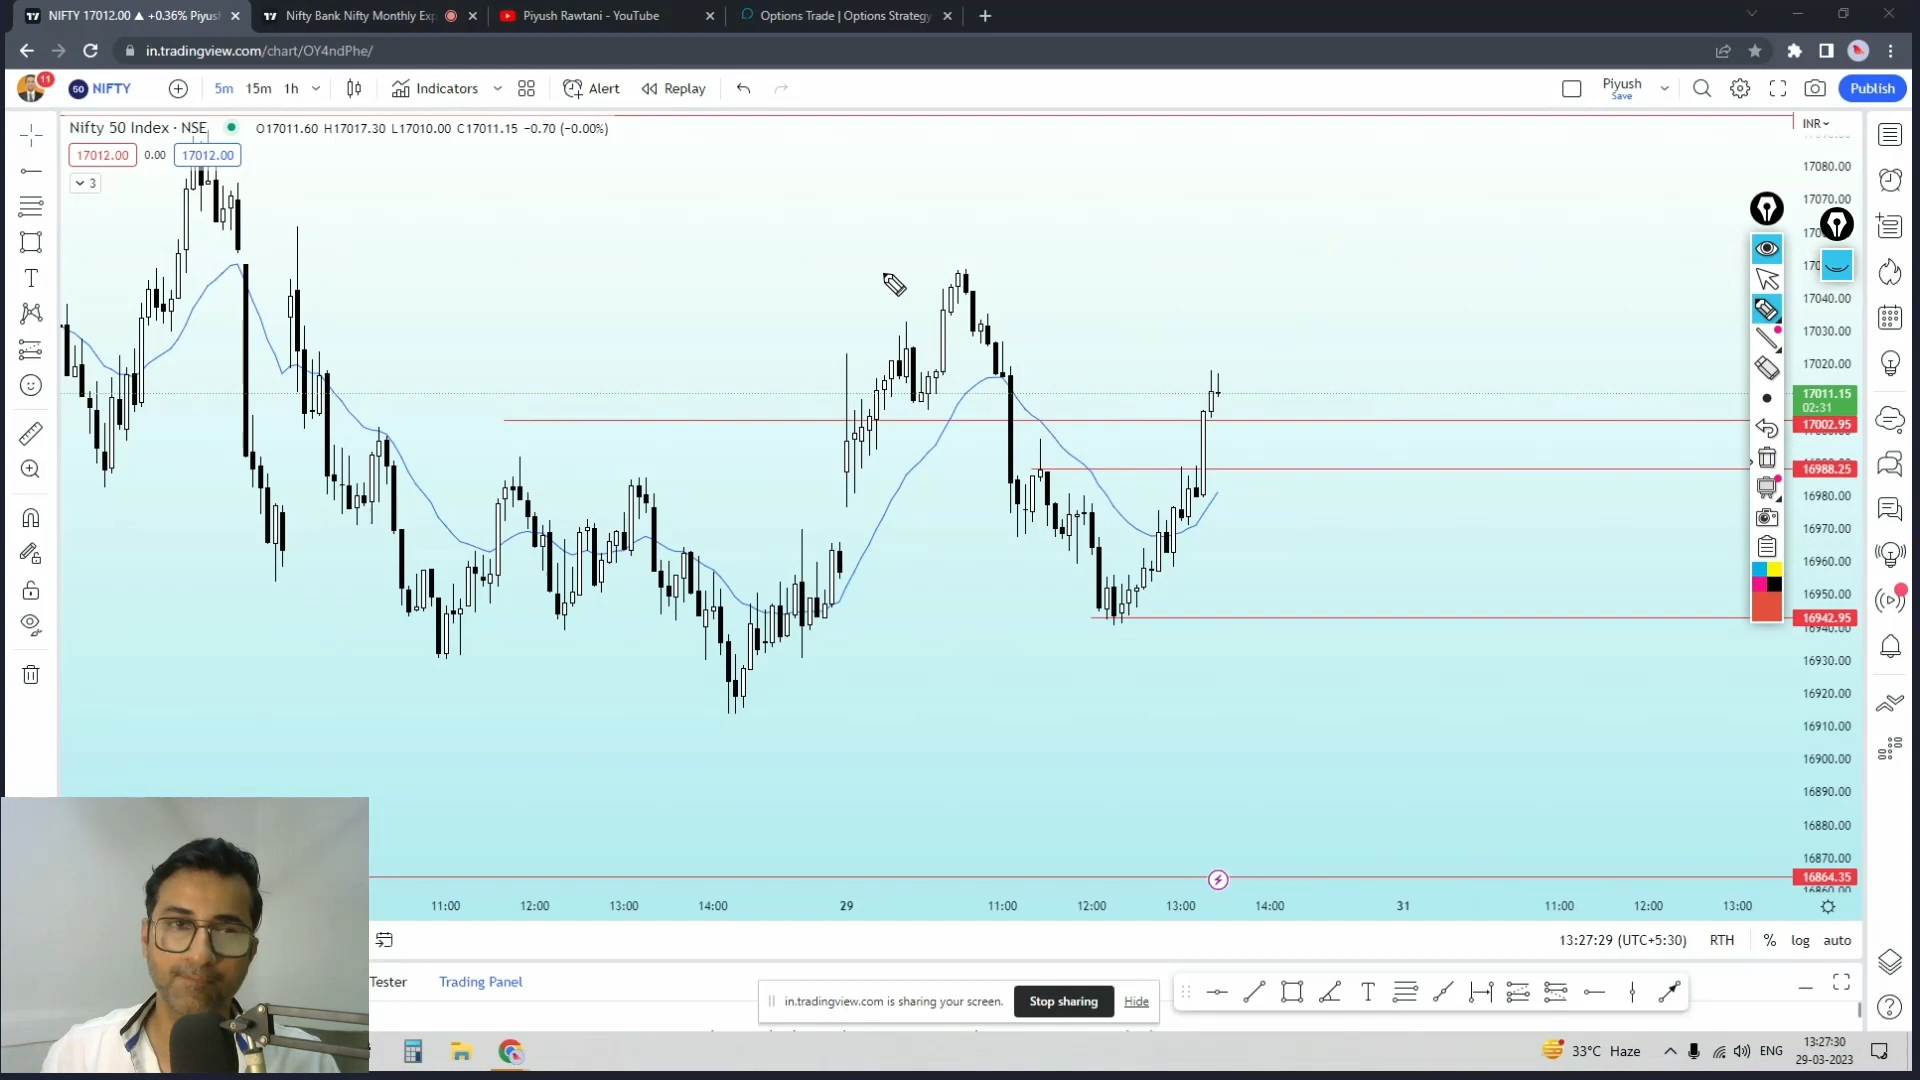 NIFTY 17012.00 ▲ +0.36% Piyush
Nifty Bank Nifty Monthly Exp
Piyush Rawtani - YouTube
Options Trade | Options Strategy
in.tradingview.com/chart/OY4ndPhe/
11
50
NIFTY
5m
15m
1h
Indicators
Alert
Replay
Piyush
Save
Publish
Nifty 50 Index · NSE
O17011.60 H17017.30 L17010.00 C17011.15 −0.70 (−0.00%)
17012.00
0.00
17012.00
3
INR
17080.00
17070.00
17040.00
17030.00
17020.00
17011.15
02:31
17002.95
16988.25
16980.00
16970.00
16960.00
16950.00
16942.95
16940.00
16930.00
16920.00
16910.00
16900.00
16890.00
16880.00
16870.00
16864.35
16860.00
11:00
12:00
13:00
14:00
29
11:00
12:00
13:00
14:00
31
11:00
12:00
13:00
13:27:29 (UTC+5:30)
RTH
%
log
auto
Tester
Trading Panel
in.tradingview.com is sharing your screen.
Stop sharing
Hide
33°C Haze
ENG
13:27:30
29-03-2023